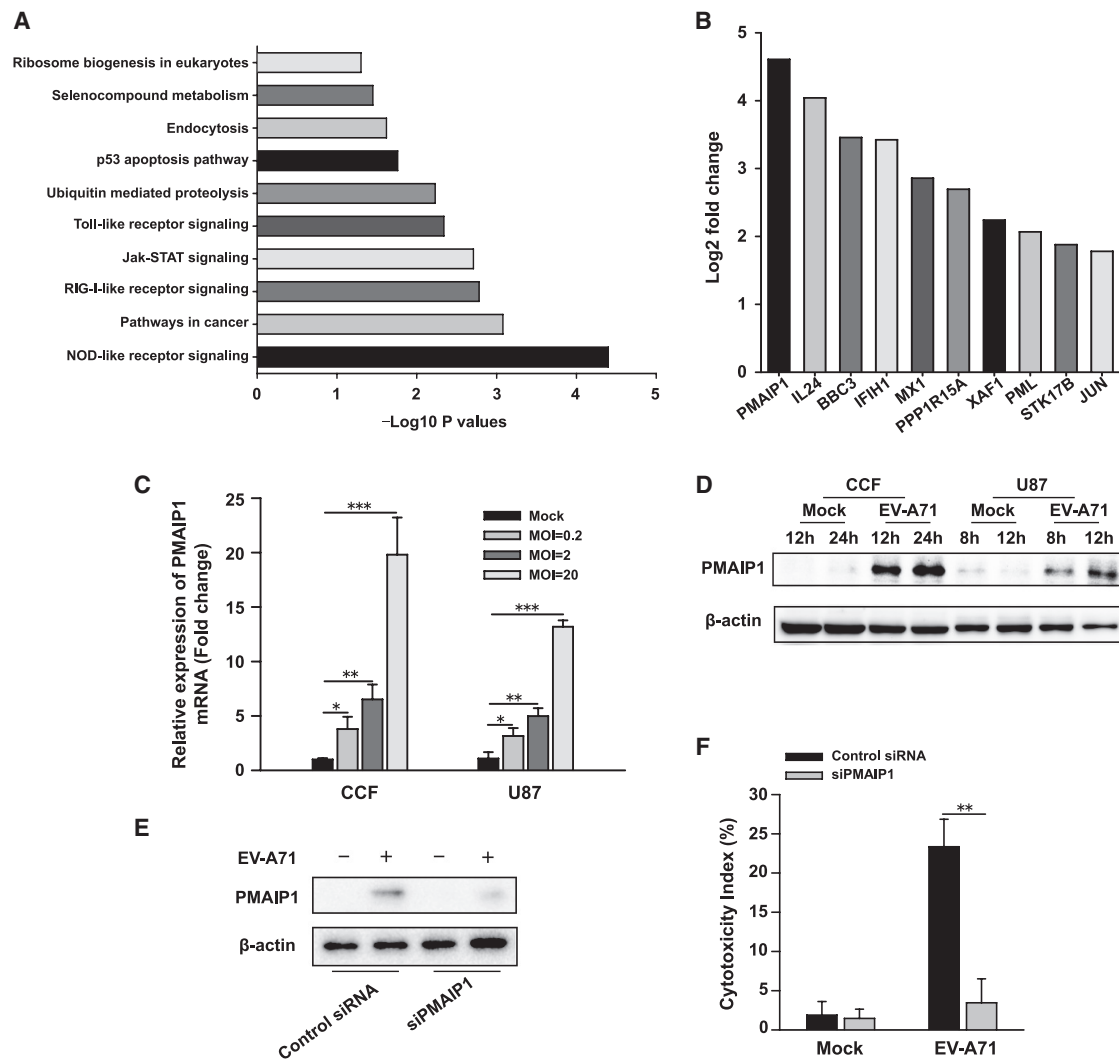 A
Ribosome biogenesis in eukaryotes
Selenocompound metabolism
Endocytosis
p53 apoptosis pathway
Ubiquitin mediated proteolysis
Toll-like receptor signaling
Jak-STAT signaling
RIG-I-like receptor signaling
Pathways in cancer
NOD-like receptor signaling
0 1 2 3 4 5
−Log10 P values
B
Log2 fold change
5
4
3
2
1
0
PMAIP1 IL24 BBC3 IFIH1 MX1 PPP1R15A XAF1 PML STK17B JUN
C
Relative expression of PMAIP1
mRNA (Fold change)
25
20
15
10
5
0
Mock
MOI=0.2
MOI=2
MOI=20
* ** ***
* ** ***
CCF U87
D
CCF U87
Mock EV-A71 Mock EV-A71
12h 24h 12h 24h 8h 12h 8h 12h
PMAIP1
β-actin
E
EV-A71 − + − +
PMAIP1
β-actin
Control siRNA siPMAIP1
F
Control siRNA
siPMAIP1
Cytotoxicity Index (%)
30
25
20
15
10
5
0
**
Mock EV-A71